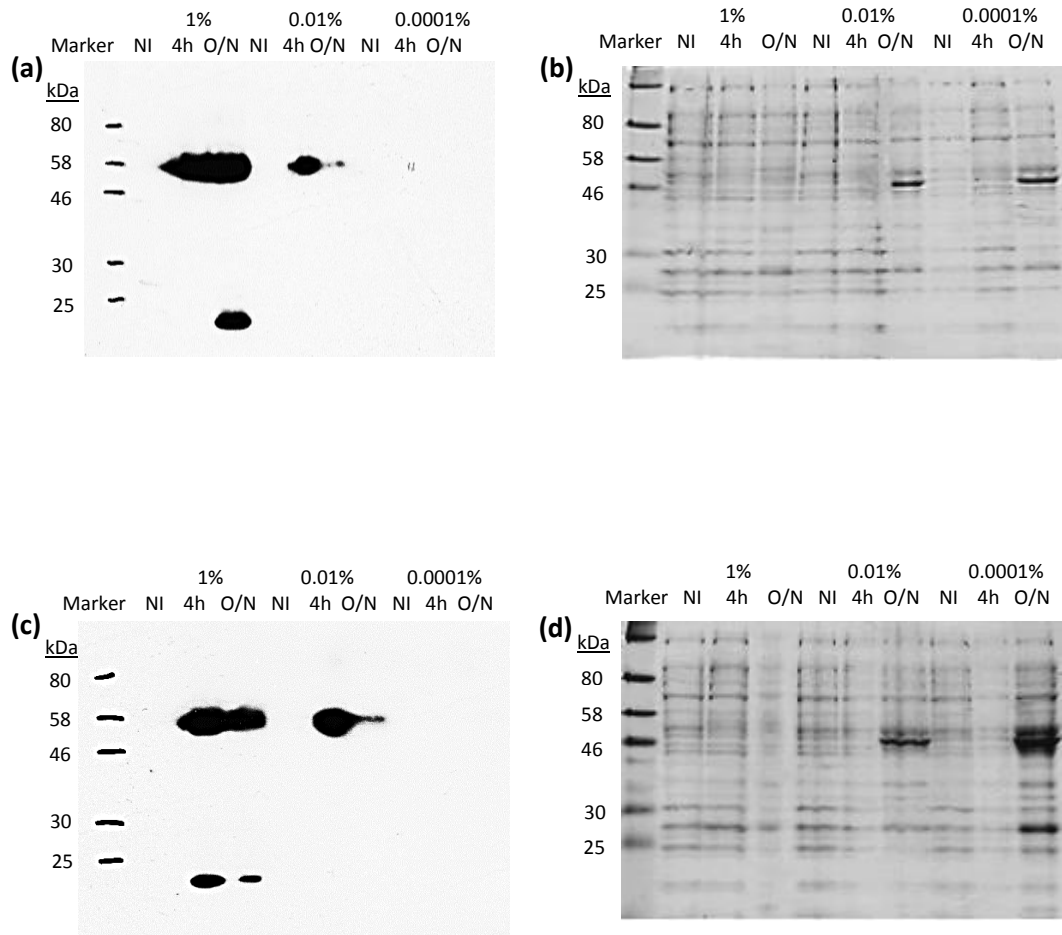 1% 0.01% 0.0001%
Marker NI 4h O/N NI 4h O/N NI 4h O/N
(a)
kDa
80
58
46
30
25
1% 0.01% 0.0001%
Marker NI 4h O/N NI 4h O/N NI 4h O/N
(b)
kDa
80
58
46
30
25
1% 0.01% 0.0001%
Marker NI 4h O/N NI 4h O/N NI 4h O/N
(c)
kDa
80
58
46
30
25
1% 0.01% 0.0001%
Marker NI 4h O/N NI 4h O/N NI 4h O/N
(d)
kDa
80
58
46
30
25